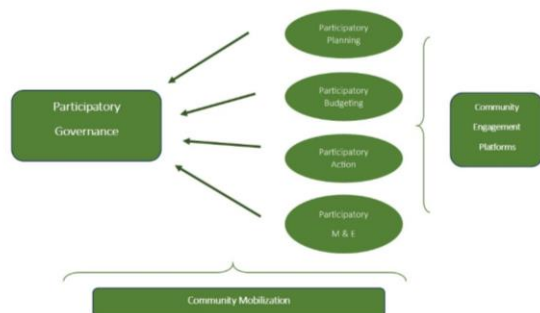 Participatory
Planning
Participatory
Budgeting
Participatory
Governance
Community
Engagement
Platforms
Participatory
Action
Participatory
M & E
Community Mobilization